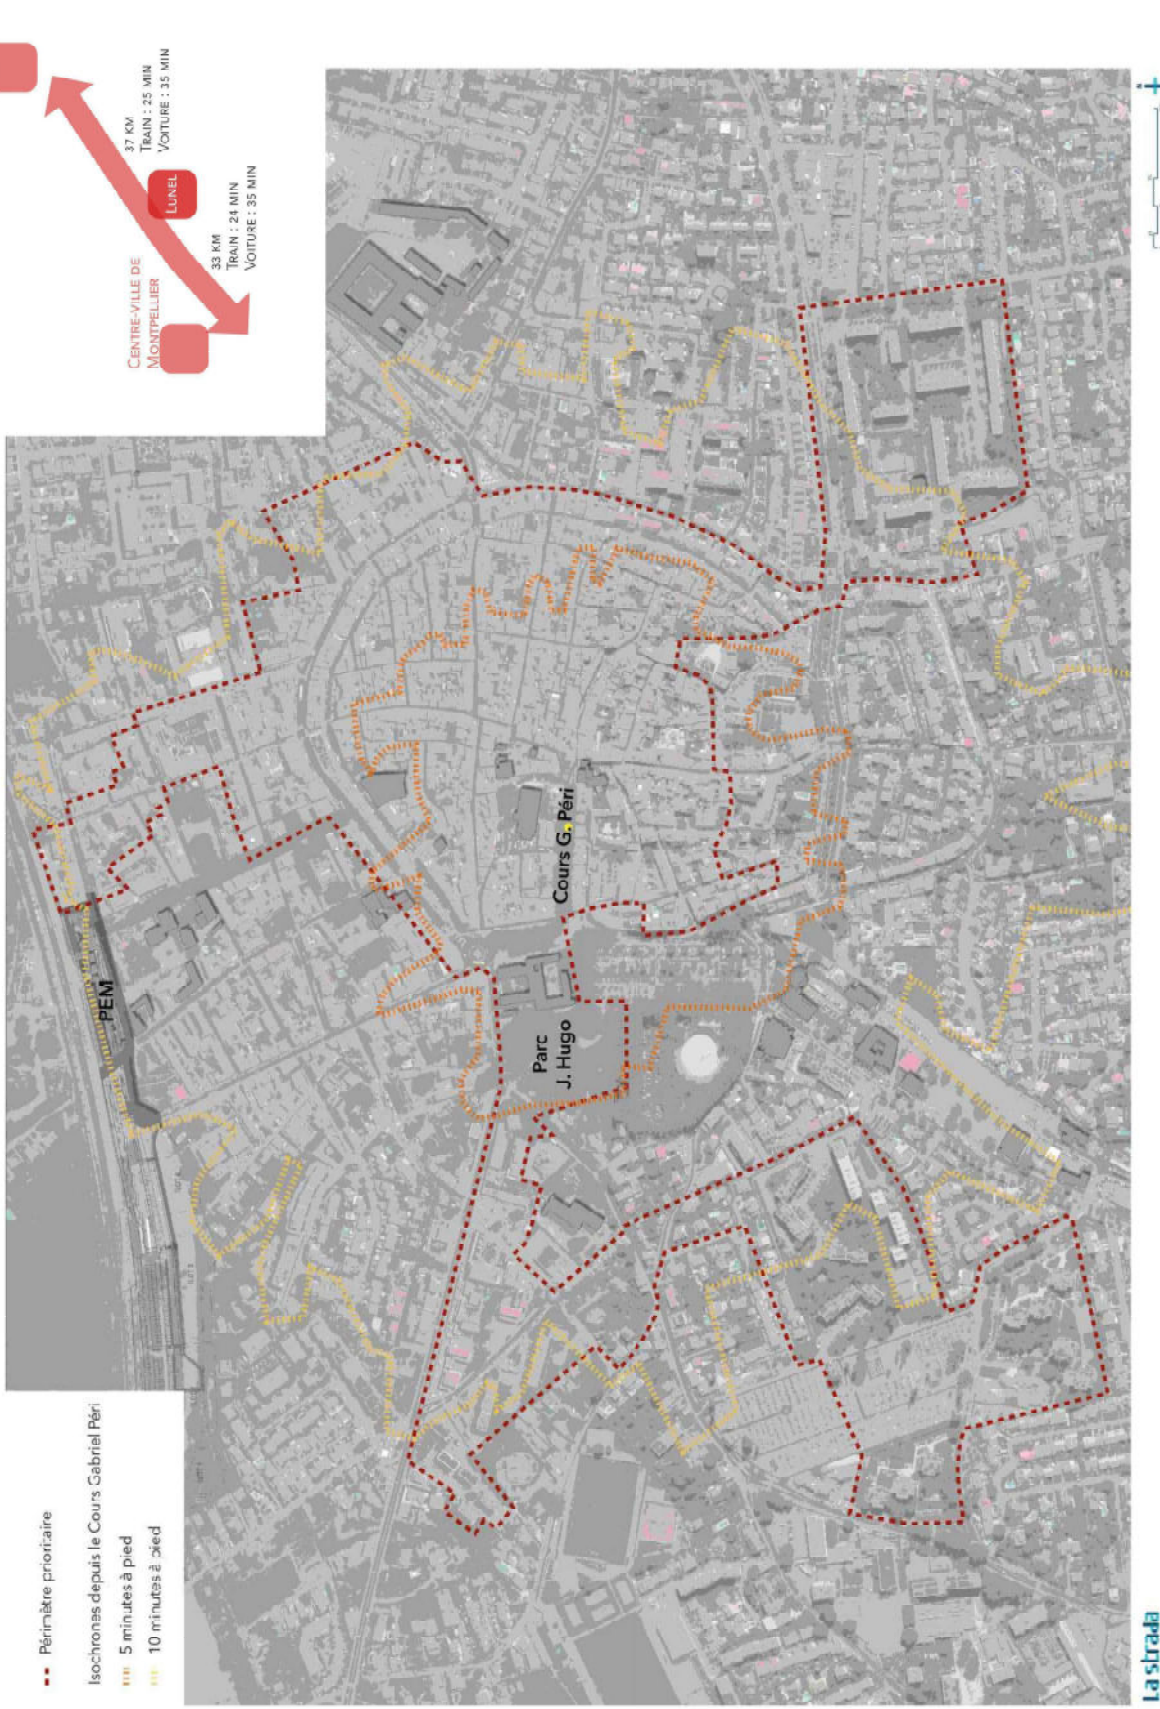 Périmètre prioritaire
Isochrones depuis le Cours Gabriel Péri
5 minutes à pied
10 minutes à pied
CENTRE-VILLE DE
MONTPELLIER
LUNEL
37 KM
TRAIN : 25 MIN
VOITURE : 35 MIN
33 KM
TRAIN : 24 MIN
VOITURE : 35 MIN
PEM
Parc
J. Hugo
Cours G. Péri
La strada
N